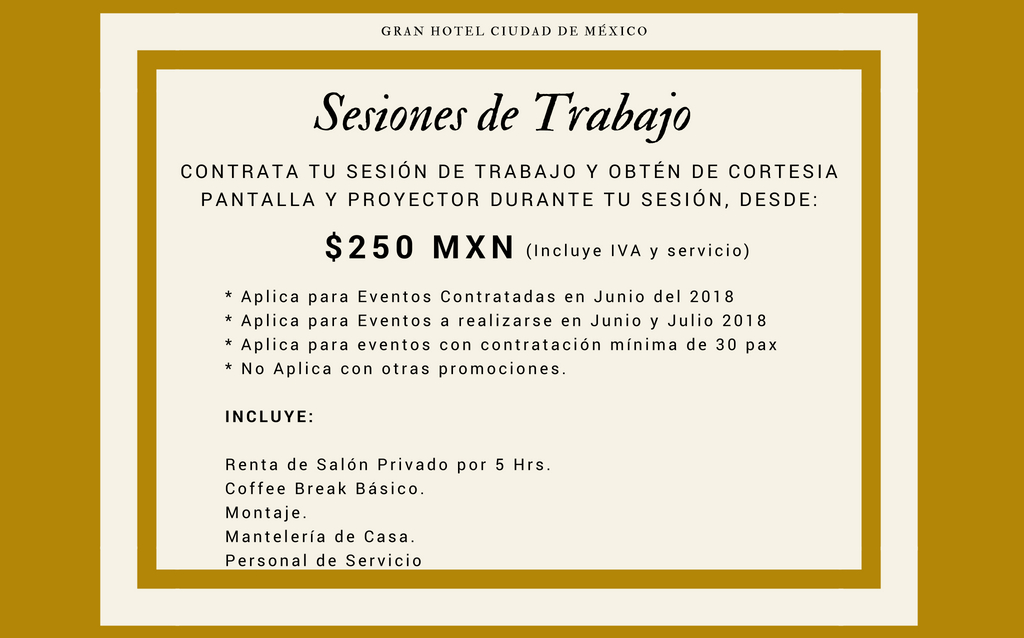 GRAN HOTEL CIUDAD DE MÉXICO
Sesiones de Trabajo
CONTRATA TU SESIÓN DE TRABAJO Y OBTÉN DE CORTESIA
PANTALLA Y PROYECTOR DURANTE TU SESIÓN, DESDE:
$250 MXN (Incluye IVA y servicio)
* Aplica para Eventos Contratadas en Junio del 2018
* Aplica para Eventos a realizarse en Junio y Julio 2018
* Aplica para eventos con contratación mínima de 30 pax
* No Aplica con otras promociones.
INCLUYE:
Renta de Salón Privado por 5 Hrs.
Coffee Break Básico.
Montaje.
Mantelería de Casa.
Personal de Servicio